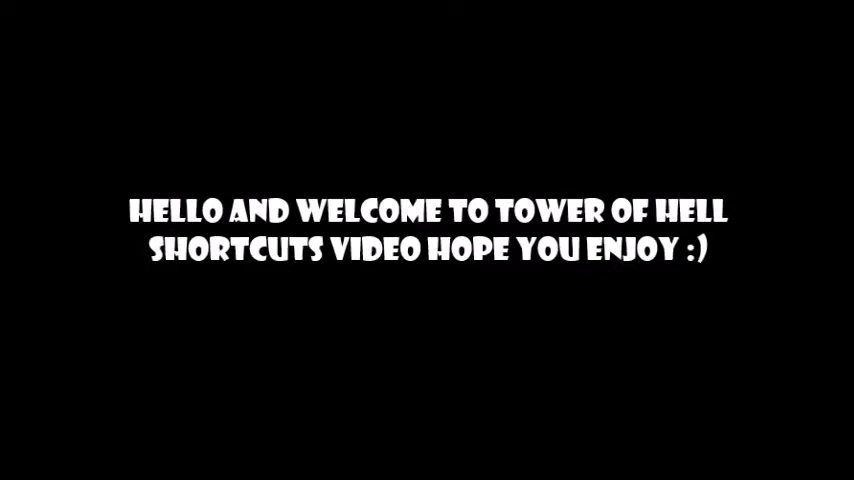 HELLO AND WELCOME TO TOWER OF HELL
SHORTCUTS VIDEO HOPE YOU ENJOY :)